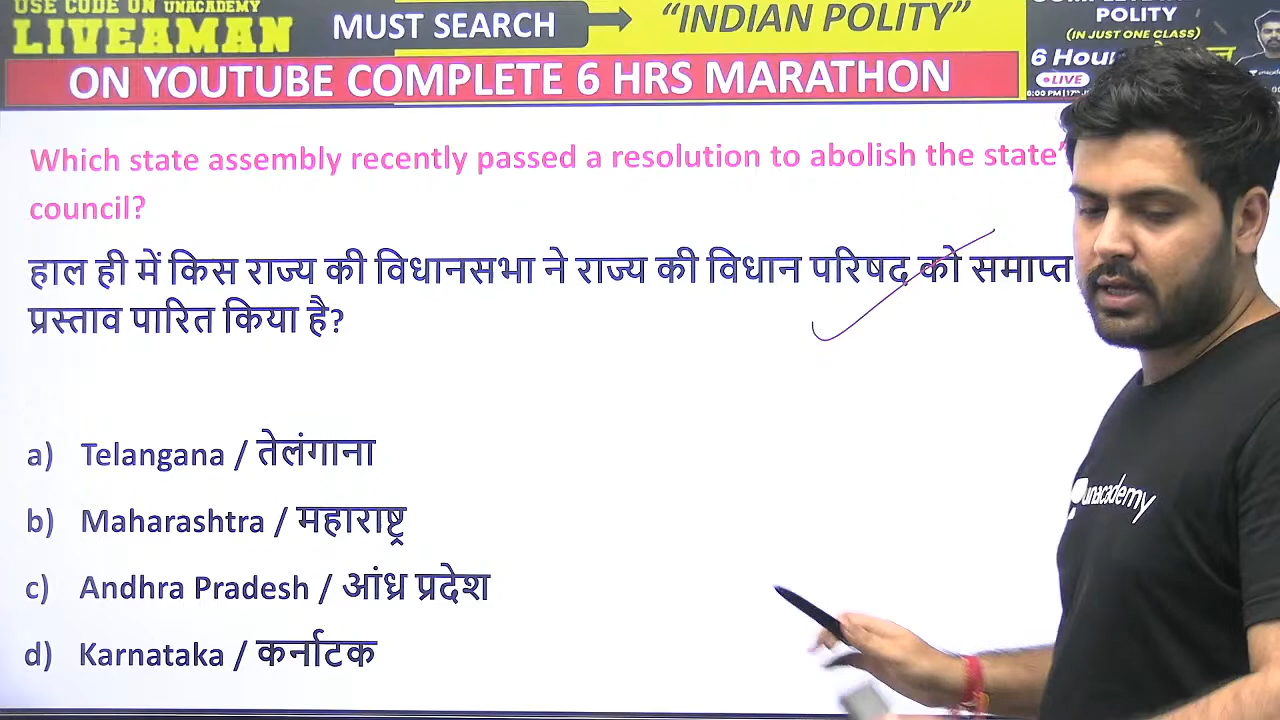 USE CODE ON UNACADEMY
LIVEAMAN
MUST SEARCH
“INDIAN POLITY”
POLITY
(IN JUST ONE CLASS)
6 Hour
LIVE
ON YOUTUBE COMPLETE 6 HRS MARATHON
Which state assembly recently passed a resolution to abolish the state’
council?
हाल ही में किस राज्य की विधानसभा ने राज्य की विधान परिषद को समाप्त
प्रस्ताव पारित किया है?
a) Telangana / तेलंगाना
b) Maharashtra / महाराष्ट्र
c) Andhra Pradesh / आंध्र प्रदेश
d) Karnataka / कर्नाटक
unacademy